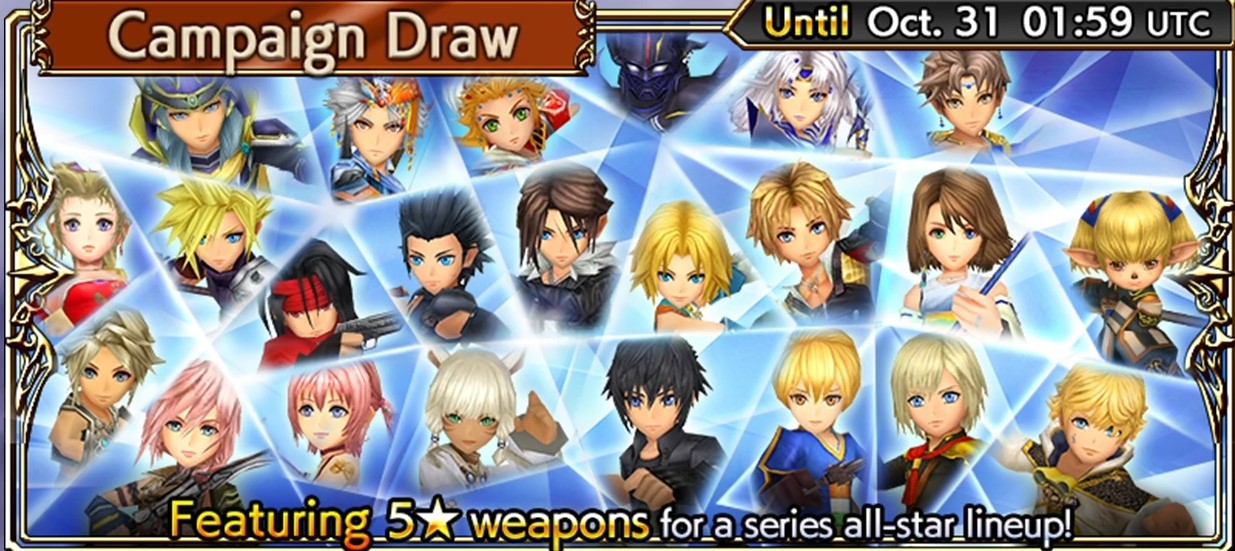 Campaign Draw
Until Oct. 31 01:59 UTC
Featuring 5★ weapons for a series all-star lineup!